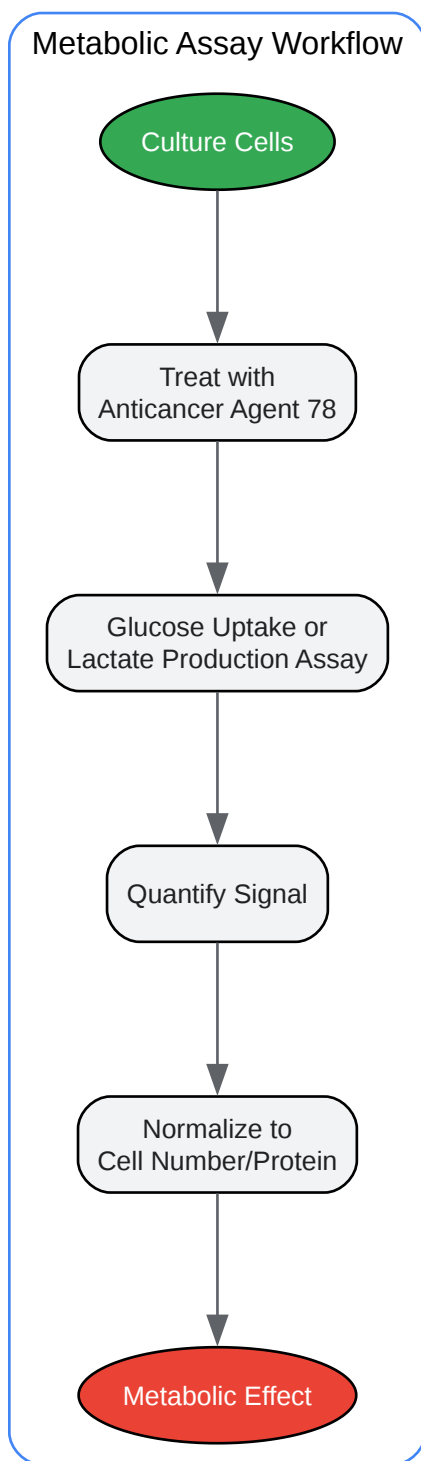 Metabolic Assay Workflow
Culture Cells
Treat with
Anticancer Agent 78
Glucose Uptake or
Lactate Production Assay
Quantify Signal
Normalize to
Cell Number/Protein
Metabolic Effect